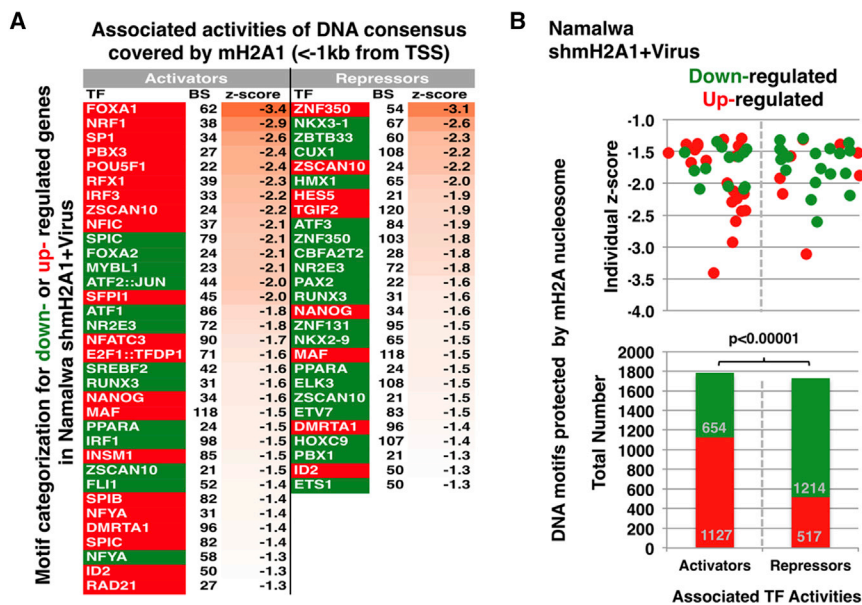 A
Associated activities of DNA consensus
covered by mH2A1 (<-1kb from TSS)
Motif categorization for down- or up- regulated genes
in Namalwa shmH2A1+Virus
Activators Repressors
TF BS z-score TF BS z-score
FOXA1 62 -3.4 ZNF350 54 -3.1
NRF1 38 -2.9 NKX3-1 67 -2.6
SP1 34 -2.6 ZBTB33 60 -2.3
PBX3 27 -2.4 CUX1 108 -2.2
POU5F1 22 -2.4 ZSCAN10 24 -2.2
RFX1 39 -2.3 HMX1 65 -2.0
IRF3 33 -2.2 HES5 21 -1.9
ZSCAN10 24 -2.2 TGIF2 120 -1.9
NFIC 37 -2.1 ATF3 84 -1.9
SPIC 79 -2.1 ZNF350 103 -1.8
FOXA2 24 -2.1 CBFA2T2 28 -1.8
MYBL1 23 -2.1 NR2E3 72 -1.8
ATF2::JUN 44 -2.0 PAX2 22 -1.6
SFPI1 45 -2.0 RUNX3 31 -1.6
ATF1 86 -1.8 NANOG 34 -1.6
NR2E3 72 -1.8 ZNF131 95 -1.5
NFATC3 90 -1.7 NKX2-9 65 -1.5
E2F1::TFDP1 71 -1.6 MAF 118 -1.5
SREBF2 42 -1.6 PPARA 24 -1.5
RUNX3 31 -1.6 ELK3 108 -1.5
NANOG 34 -1.6 ZSCAN10 21 -1.5
MAF 118 -1.5 ETV7 83 -1.5
PPARA 24 -1.5 DMRTA1 96 -1.4
IRF1 98 -1.5 HOXC9 107 -1.4
INSM1 85 -1.5 PBX1 21 -1.3
ZSCAN10 21 -1.5 ID2 50 -1.3
FLI1 52 -1.4 ETS1 50 -1.3
SPIB 82 -1.4
NFYA 31 -1.4
DMRTA1 96 -1.4
SPIC 82 -1.4
NFYA 58 -1.3
ID2 50 -1.3
RAD21 27 -1.3
B
Namalwa
shmH2A1+Virus
Down-regulated
Up-regulated
DNA motifs protected by mH2A nucleosome
Individual z-score
-1.0
-1.5
-2.0
-2.5
-3.0
-3.5
-4.0
p<0.00001
Total Number
2000
1800
1600
1400
1200
1000
800
600
400
200
0
654
1127
1214
517
Activators Repressors
Associated TF Activities